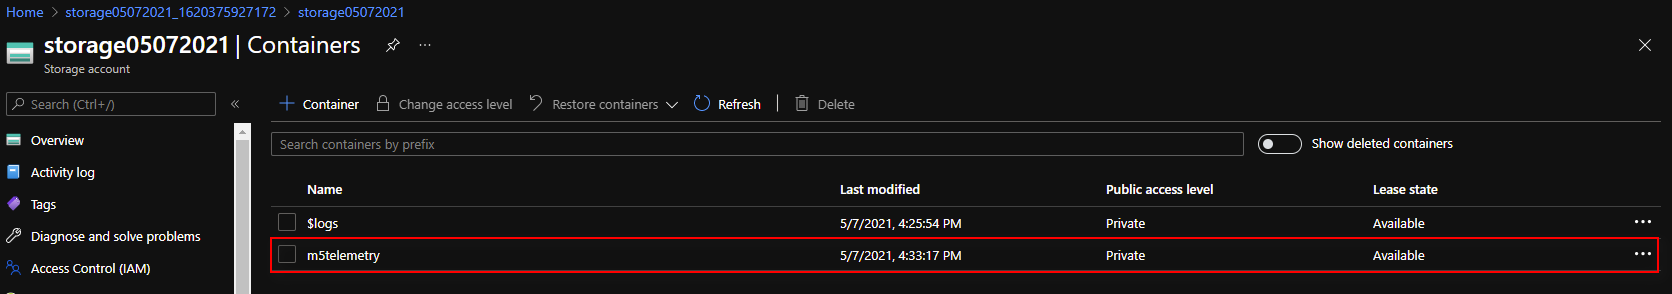 Home > storage05072021_1620375927172 > storage05072021
storage05072021 | Containers ...
Storage account
Search (Ctrl+/) «
Container Change access level Restore containers Refresh Delete
Overview
Activity log
Tags
Diagnose and solve problems
Access Control (IAM)
Search containers by prefix Show deleted containers
Name Last modified Public access level Lease state
$logs 5/7/2021, 4:25:54 PM Private Available ...
m5telemetry 5/7/2021, 4:33:17 PM Private Available ...